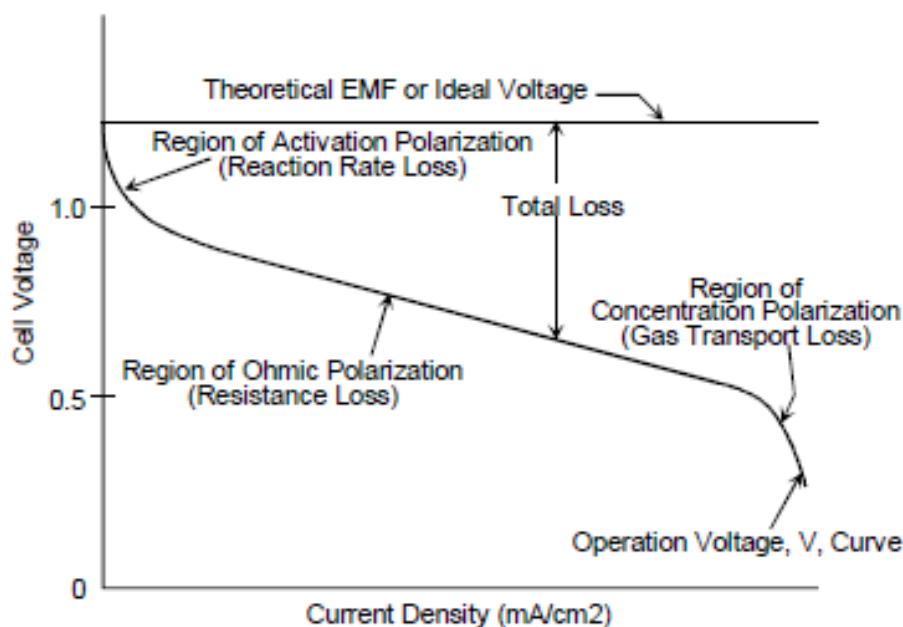 Theoretical EMF or Ideal Voltage
Region of Activation Polarization
(Reaction Rate Loss)
1.0
Total Loss
Cell Voltage
Region of
Concentration Polarization
(Gas Transport Loss)
Region of Ohmic Polarization
(Resistance Loss)
0.5
Operation Voltage, V, Curve
0
Current Density (mA/cm2)